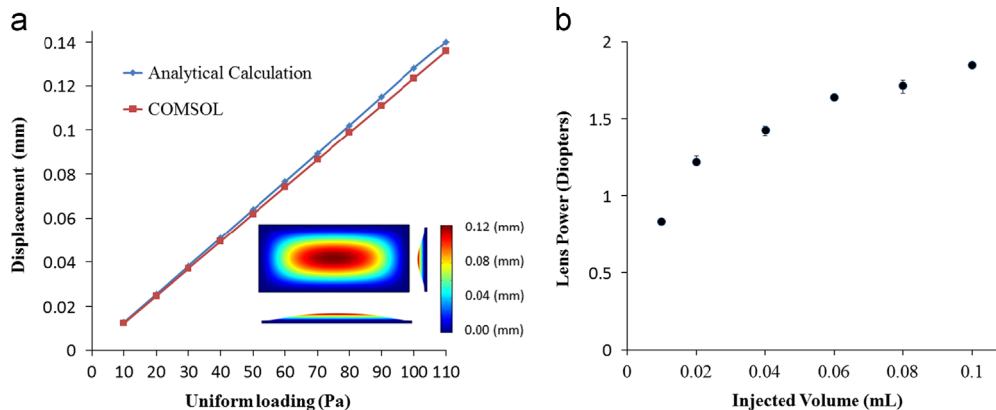 a
0.14
0.12
0.1
0.08
0.06
0.04
0.02
0
Displacement (mm)
Analytical Calculation
COMSOL
0.12 (mm)
0.08 (mm)
0.04 (mm)
0.00 (mm)
0 10 20 30 40 50 60 70 80 90 100 110
Uniform loading (Pa)
b
2
1.5
1
0.5
0
Lens Power (Diopters)
0 0.02 0.04 0.06 0.08 0.1
Injected Volume (mL)